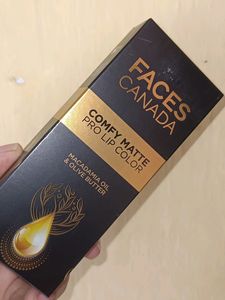 FACES
CANADA
COMFY MATTE
PRO LIP COLOR
MACADAMIA OIL
& OLIVE BUTTER